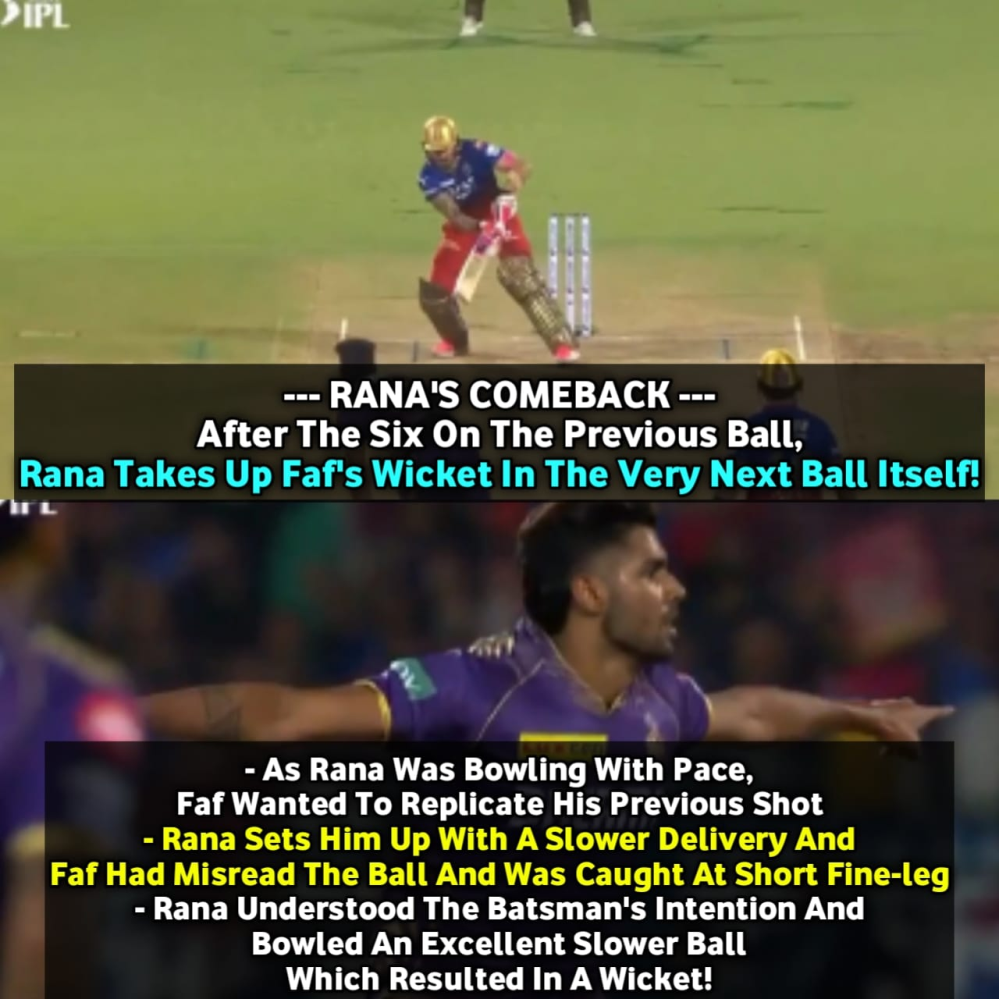 IPL
--- RANA'S COMEBACK ---
After The Six On The Previous Ball,
Rana Takes Up Faf's Wicket In The Very Next Ball Itself!
IPL
- As Rana Was Bowling With Pace,
Faf Wanted To Replicate His Previous Shot
- Rana Sets Him Up With A Slower Delivery And
Faf Had Misread The Ball And Was Caught At Short Fine-leg
- Rana Understood The Batsman's Intention And
Bowled An Excellent Slower Ball
Which Resulted In A Wicket!